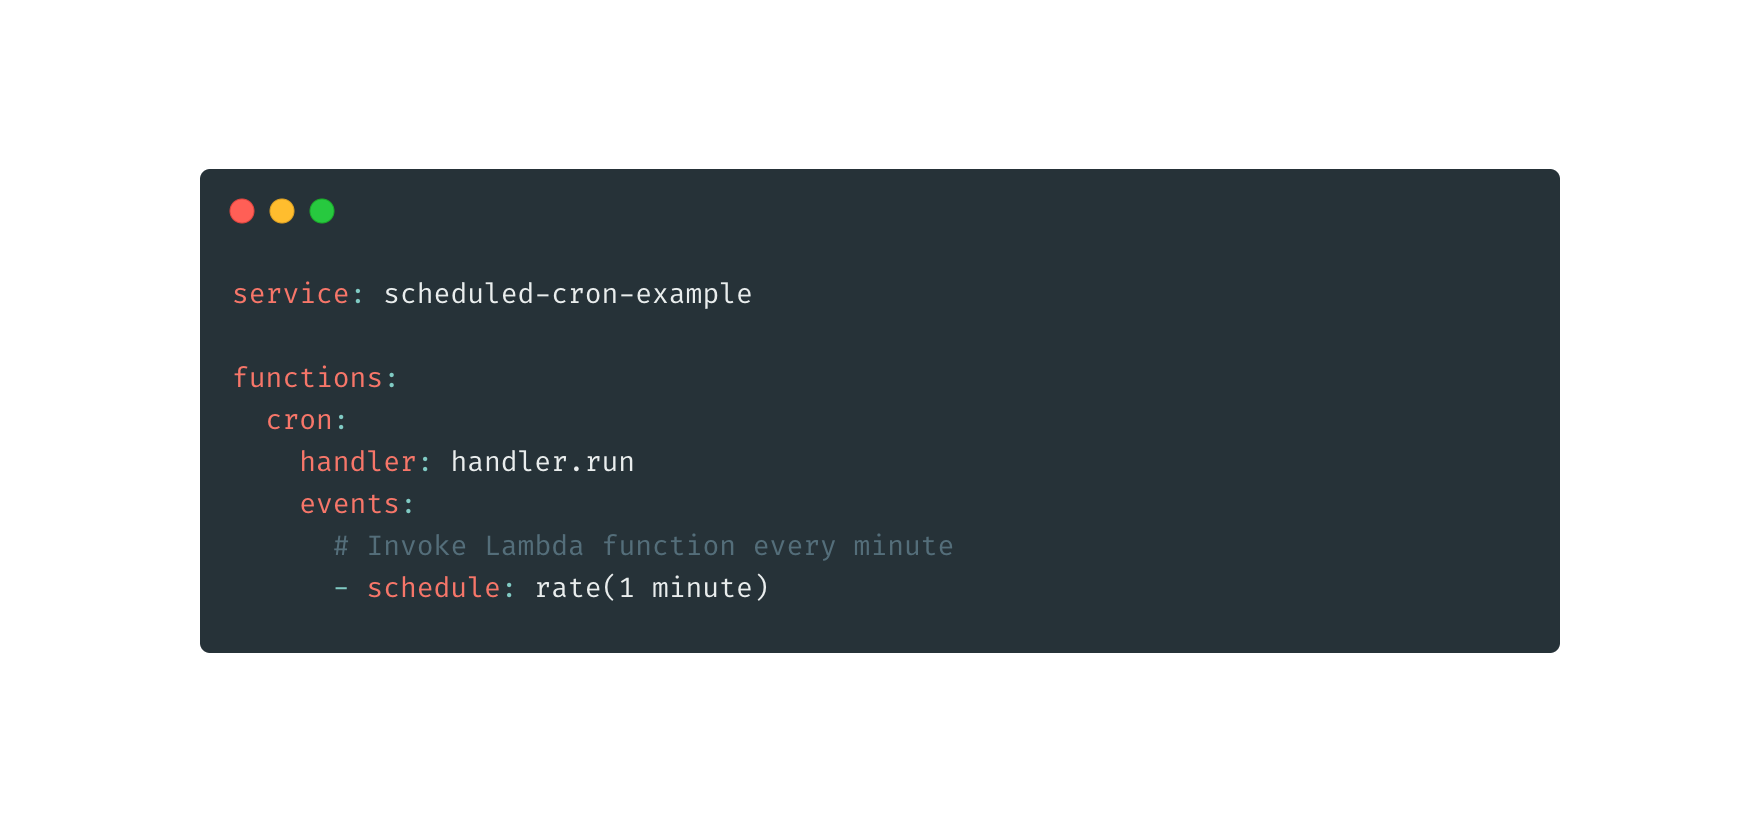 service: scheduled-cron-example

functions:
  cron:
    handler: handler.run
    events:
      # Invoke Lambda function every minute
      - schedule: rate(1 minute)